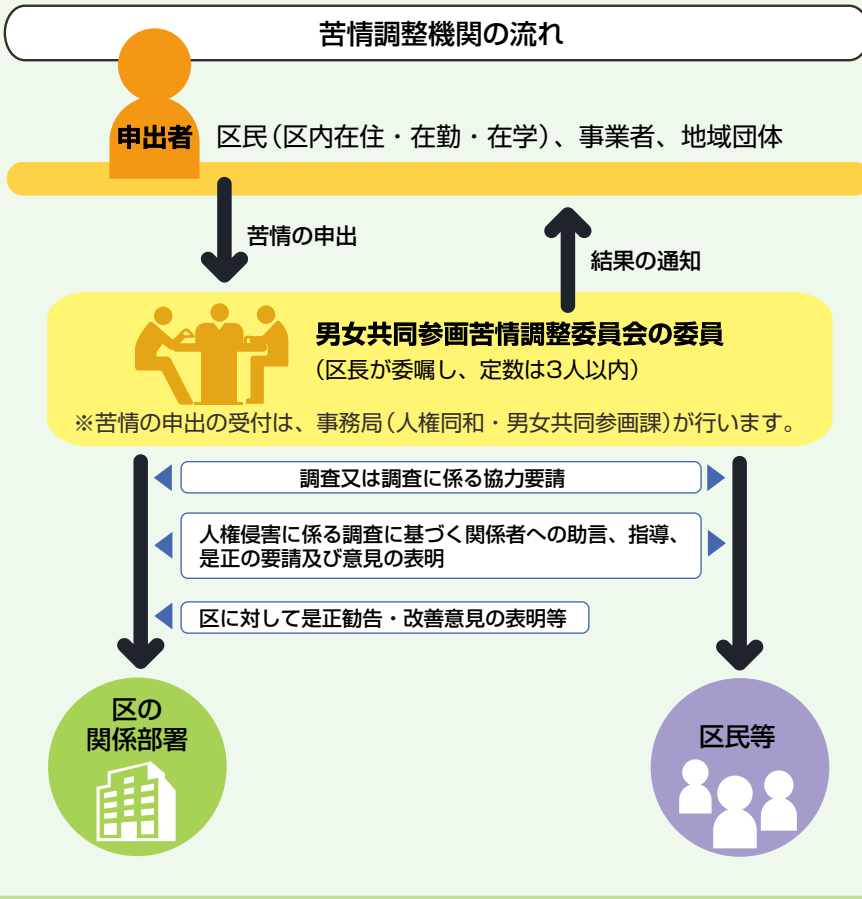 苦情調整機関の流れ
申出者 区民(区内在住・在勤・在学)、事業者、地域団体
苦情の申出
結果の通知
男女共同参画苦情調整委員会の委員
(区長が委嘱し、定数は3人以内)
※苦情の申出の受付は、事務局(人権同和・男女共同参画課)が行います。
調査又は調査に係る協力要請
人権侵害に係る調査に基づく関係者への助言、指導、
是正の要請及び意見の表明
区に対して是正勧告・改善意見の表明等
区の
関係部署
区民等